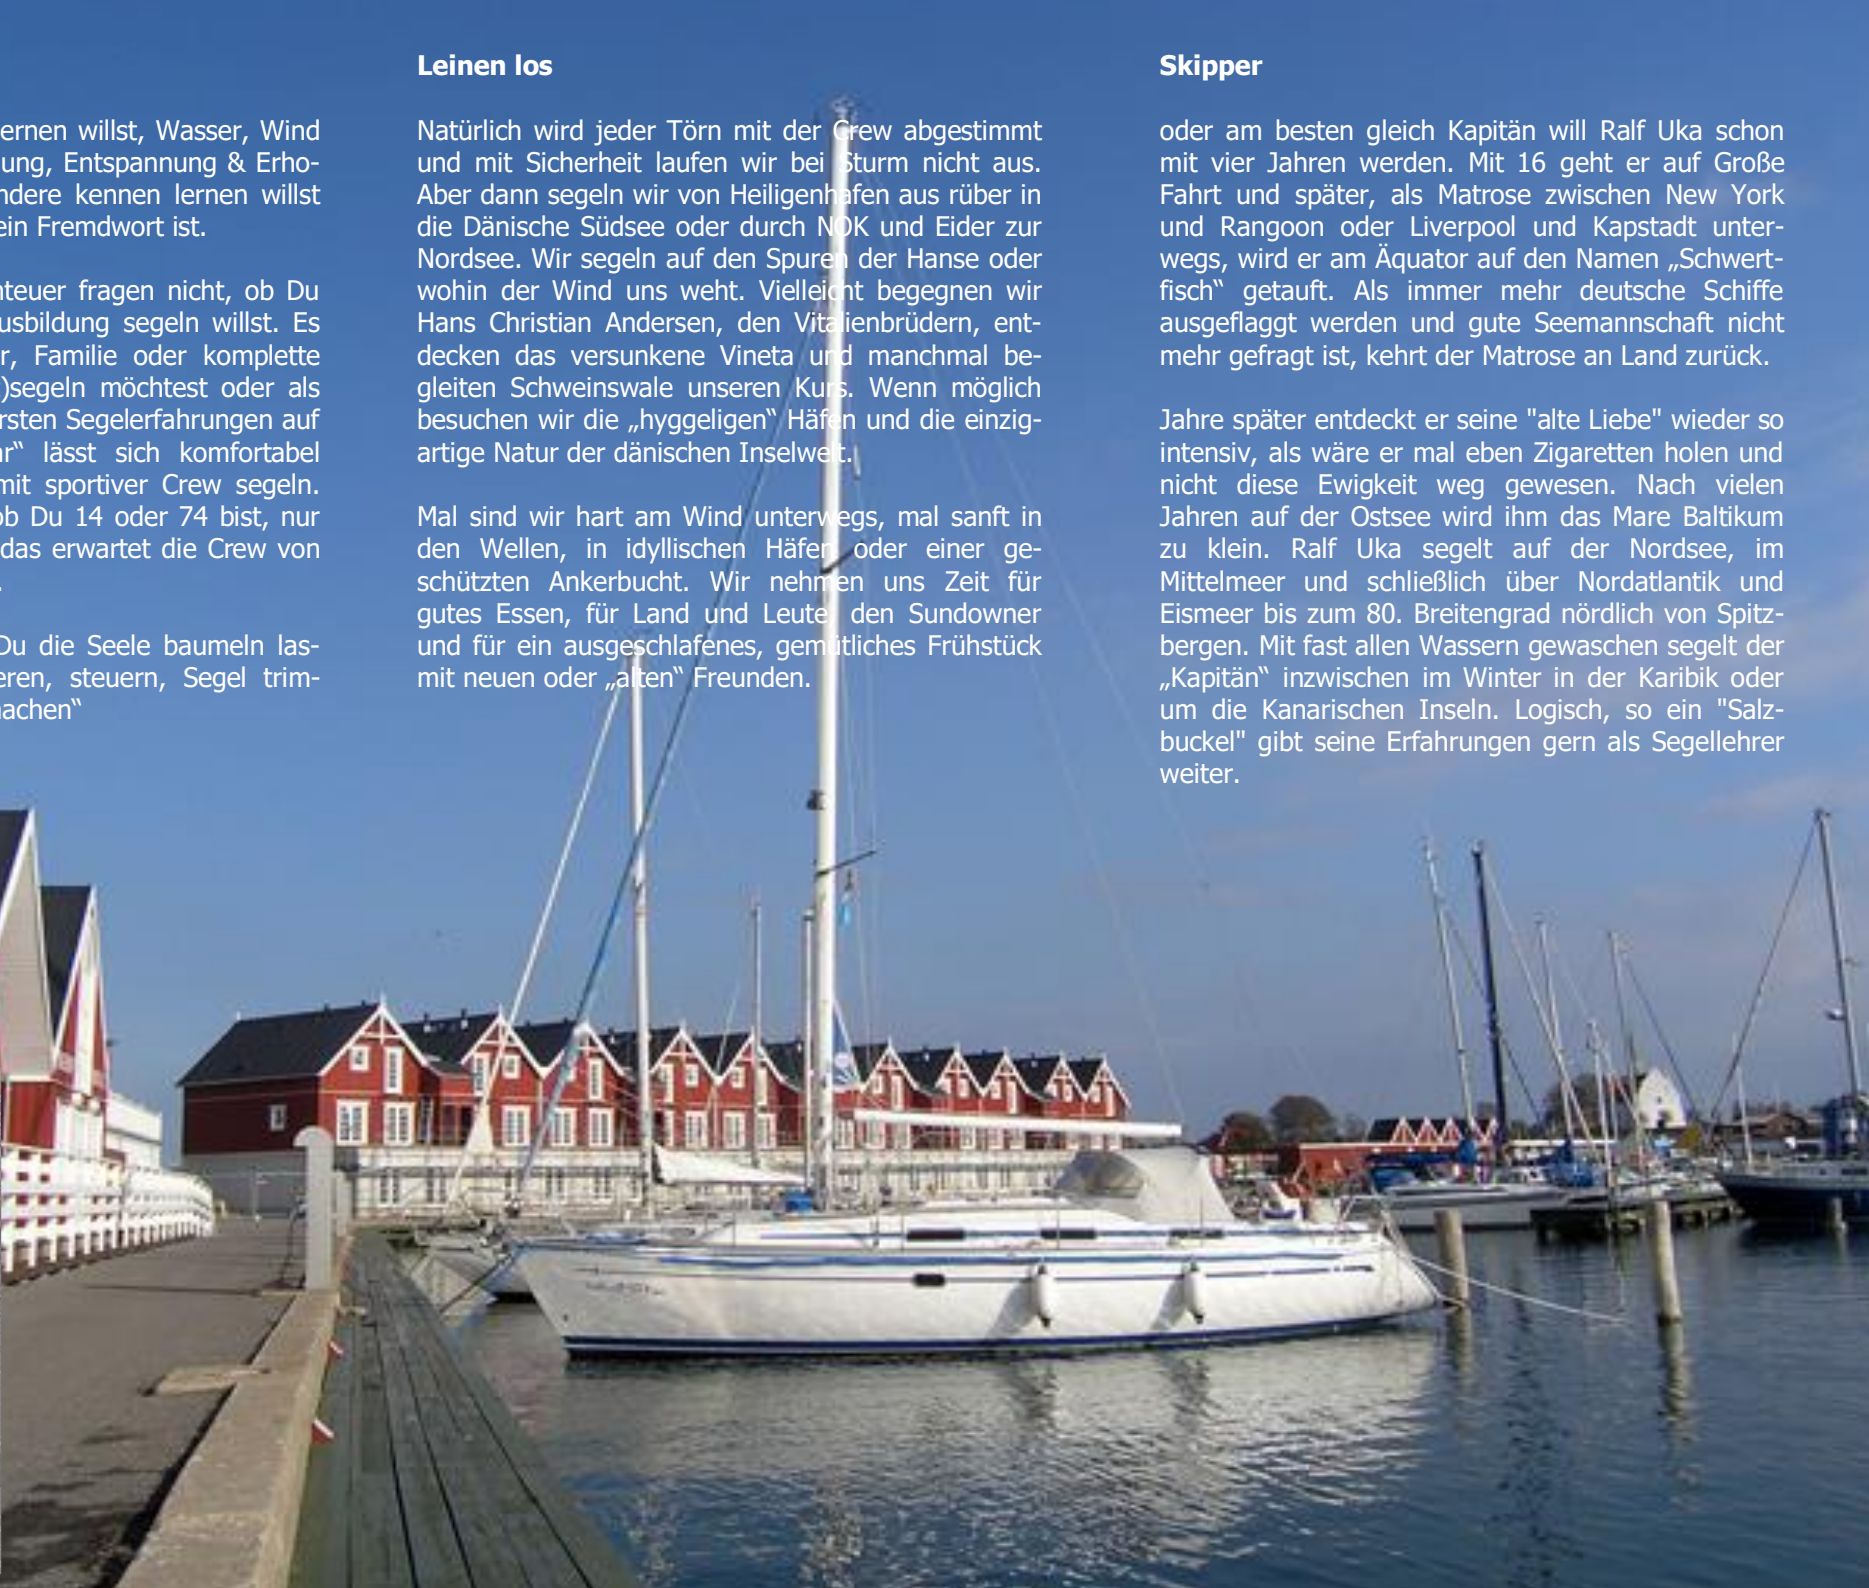 ernen willst, Wasser, Wind
ung, Entspannung & Erho-
ndere kennen lernen willst
ein Fremdwort ist.
nteuer fragen nicht, ob Du
usbildung segeln willst. Es
r, Familie oder komplette
)segeln möchtest oder als
rsten Segelerfahrungen auf
ar“ lässt sich komfortabel
mit sportiver Crew segeln.
ob Du 14 oder 74 bist, nur
das erwartet die Crew von
.
Du die Seele baumeln las-
eren, steuern, Segel trim-
nachen“
Leinen los
Natürlich wird jeder Törn mit der Crew abgestimmt
und mit Sicherheit laufen wir bei Sturm nicht aus.
Aber dann segeln wir von Heiligenhafen aus rüber in
die Dänische Südsee oder durch NOK und Eider zur
Nordsee. Wir segeln auf den Spuren der Hanse oder
wohin der Wind uns weht. Vielleicht begegnen wir
Hans Christian Andersen, den Vitalienbrüdern, ent-
decken das versunkene Vineta und manchmal be-
gleiten Schweinswale unseren Kurs. Wenn möglich
besuchen wir die „hyggeligen“ Häfen und die einzig-
artige Natur der dänischen Inselwelt.
Mal sind wir hart am Wind unterwegs, mal sanft in
den Wellen, in idyllischen Häfen oder einer ge-
schützten Ankerbucht. Wir nehmen uns Zeit für
gutes Essen, für Land und Leute, den Sundowner
und für ein ausgeschlafenes, gemütliches Frühstück
mit neuen oder „alten“ Freunden.
Skipper
oder am besten gleich Kapitän will Ralf Uka schon
mit vier Jahren werden. Mit 16 geht er auf Große
Fahrt und später, als Matrose zwischen New York
und Rangoon oder Liverpool und Kapstadt unter-
wegs, wird er am Äquator auf den Namen „Schwert-
fisch“ getauft. Als immer mehr deutsche Schiffe
ausgeflaggt werden und gute Seemannschaft nicht
mehr gefragt ist, kehrt der Matrose an Land zurück.
Jahre später entdeckt er seine "alte Liebe" wieder so
intensiv, als wäre er mal eben Zigaretten holen und
nicht diese Ewigkeit weg gewesen. Nach vielen
Jahren auf der Ostsee wird ihm das Mare Baltikum
zu klein. Ralf Uka segelt auf der Nordsee, im
Mittelmeer und schließlich über Nordatlantik und
Eismeer bis zum 80. Breitengrad nördlich von Spitz-
bergen. Mit fast allen Wassern gewaschen segelt der
„Kapitän“ inzwischen im Winter in der Karibik oder
um die Kanarischen Inseln. Logisch, so ein "Salz-
buckel" gibt seine Erfahrungen gern als Segellehrer
weiter.